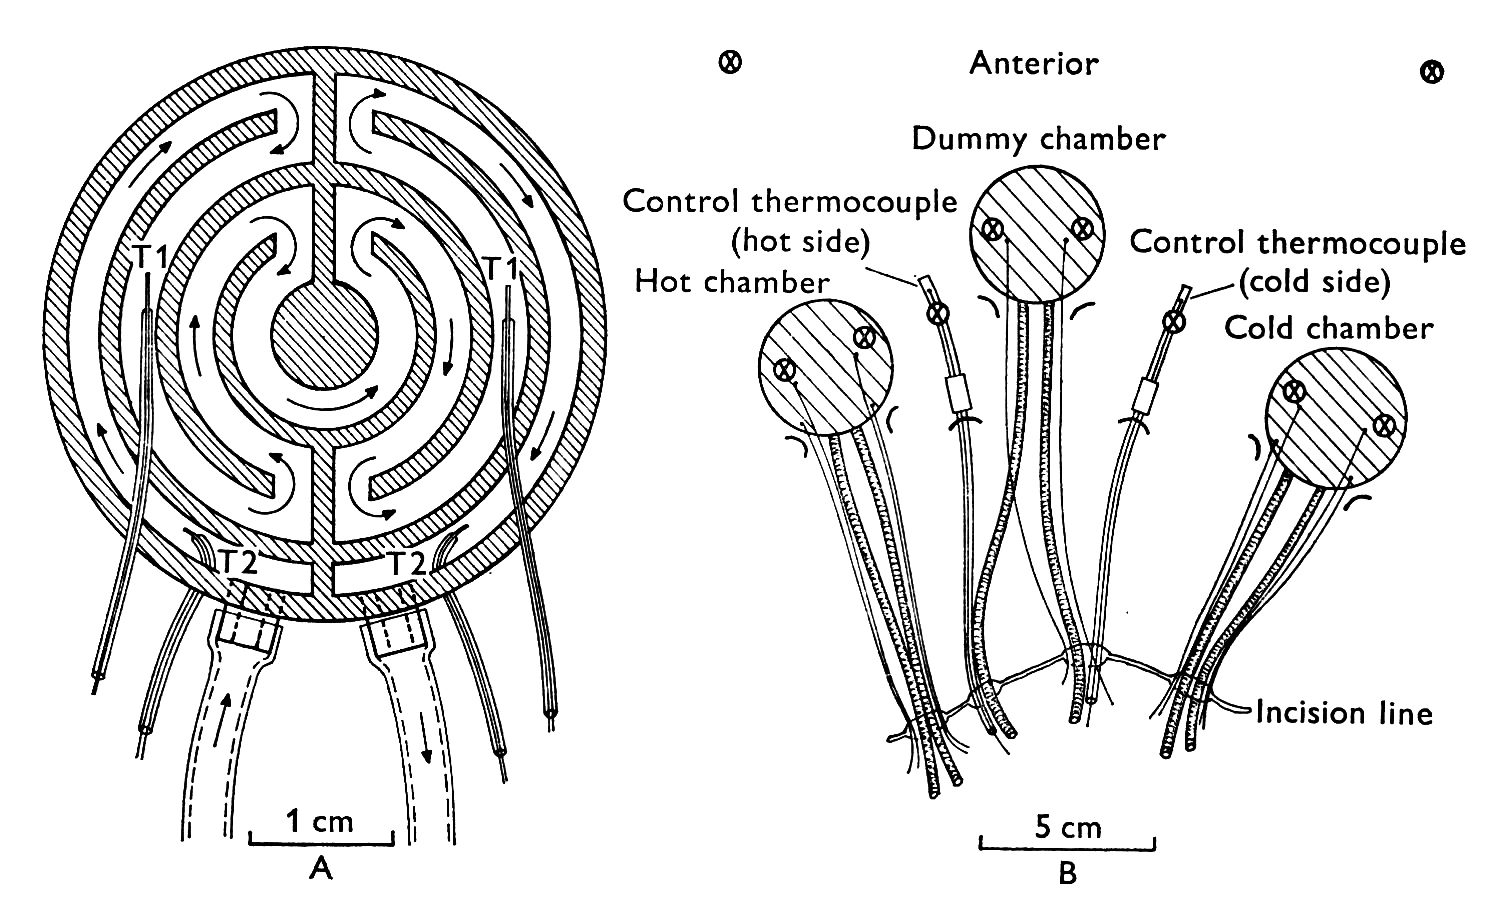 T1
T1
T2
T2
1 cm
A
Anterior
Dummy chamber
Control thermocouple
(hot side)
Hot chamber
Control thermocouple
(cold side)
Cold chamber
Incision line
5 cm
B